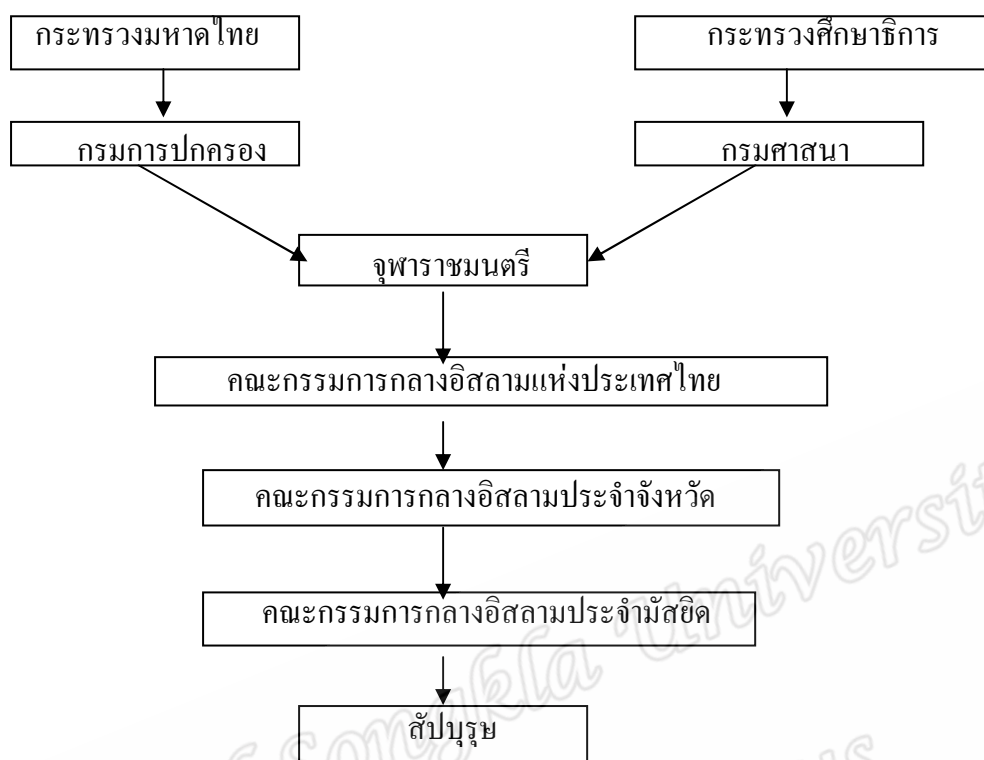 กระทรวงมหาดไทย
กระทรวงศึกษาธิการ
กรมการปกครอง
กรมศาสนา
จุฬาราชมนตรี
คณะกรรมการกลางอิสลามแห่งประเทศไทย
คณะกรรมการกลางอิสลามประจำจังหวัด
คณะกรรมการกลางอิสลามประจำมัสยิด
สัปบุรุษ
Songkla Universit